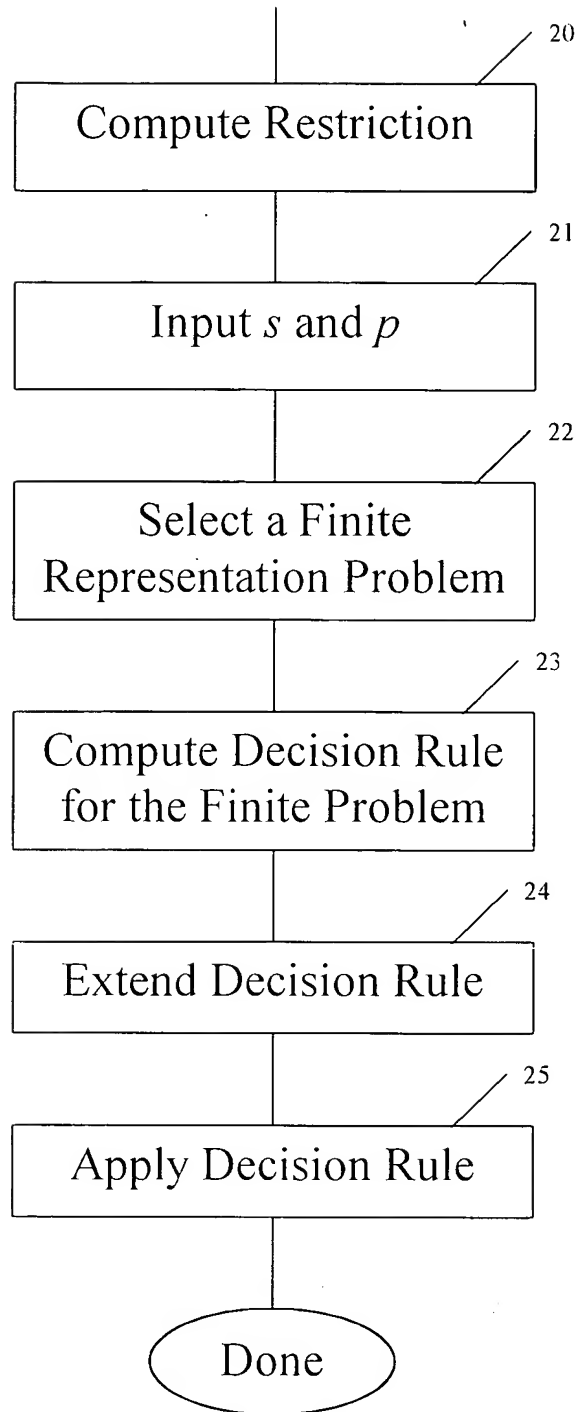 20
Compute Restriction
21
Input s and p
22
Select a Finite
Representation Problem
23
Compute Decision Rule
for the Finite Problem
24
Extend Decision Rule
25
Apply Decision Rule
Done